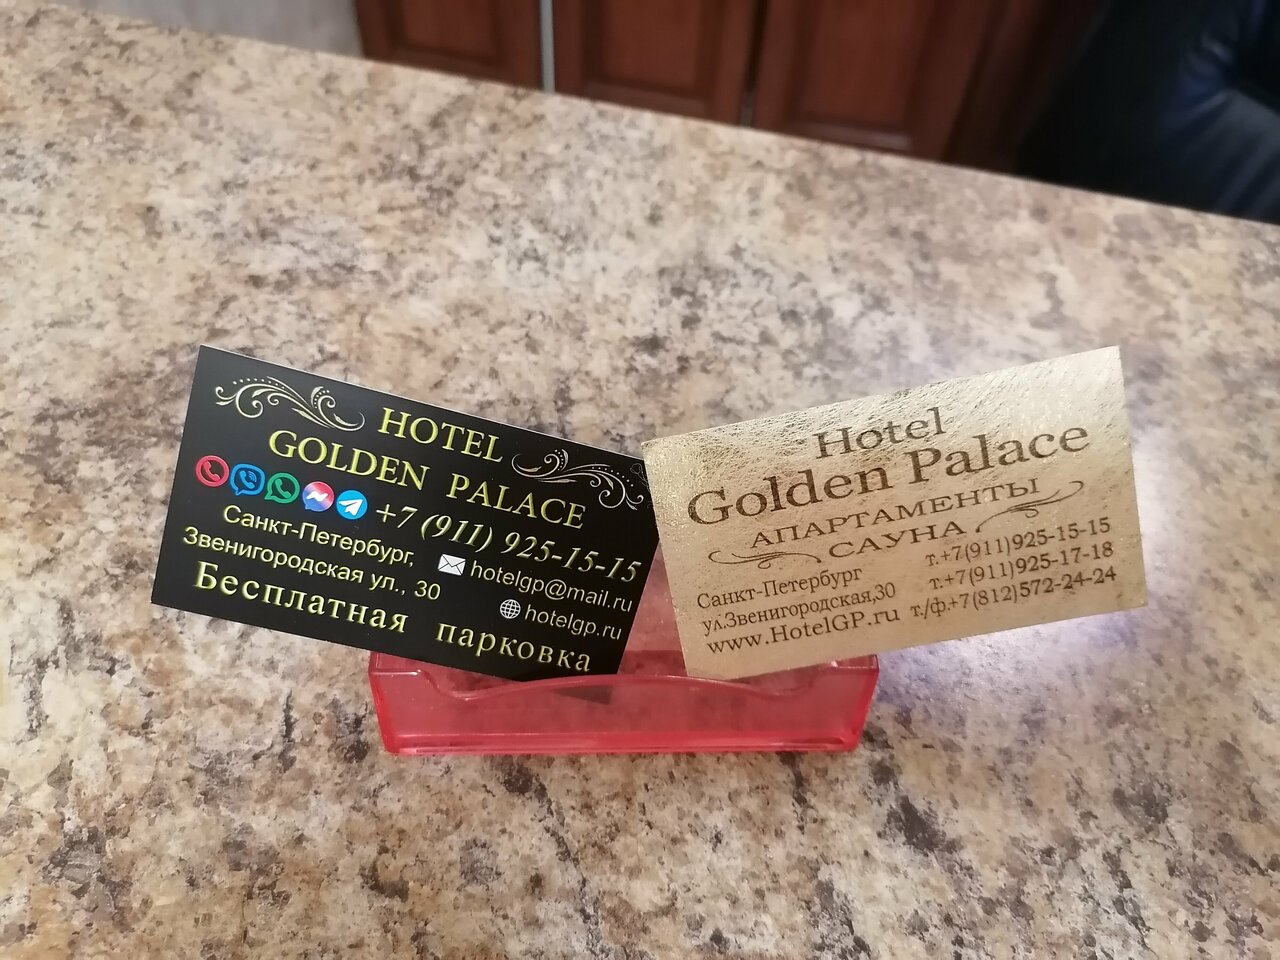 HOTEL
GOLDEN PALACE
+7 (911) 925-15-15
Санкт-Петербург,
Звенигородская ул., 30
hotelgp@mail.ru
hotelgp.ru
Бесплатная парковка
Hotel
Golden Palace
АПАРТАМЕНТЫ
САУНА
Санкт-Петербург
ул.Звенигородская,30
www.HotelGP.ru
т.+7(911)925-15-15
т.+7(911)925-17-18
т./ф.+7(812)572-24-24